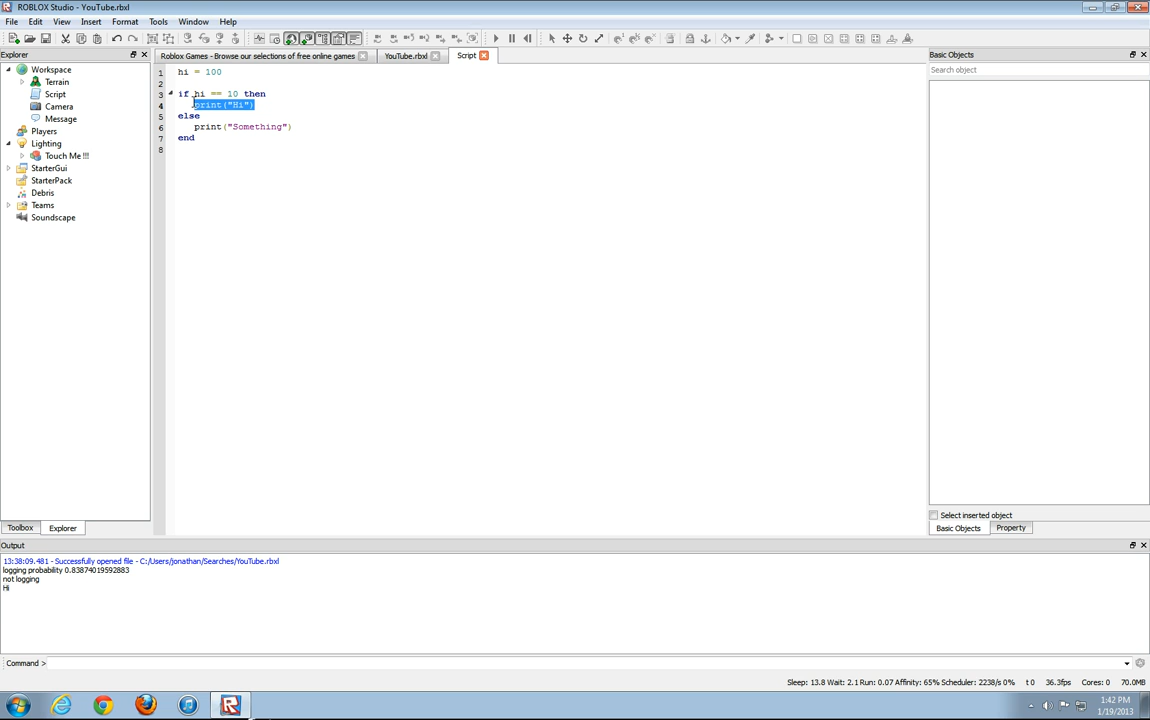 ROBLOX Studio - YouTube.rbxl
File Edit View Insert Format Tools Window Help
Explorer
Roblox Games - Browse our selections of free online games
YouTube.rbxl
Script
Basic Objects
Search object
Workspace
Terrain
Script
Camera
Message
Players
Lighting
Touch Me !!!
StarterGui
StarterPack
Debris
Teams
Soundscape
1 hi = 100
2
3 if hi == 10 then
4 print("Hi")
5 else
6 print("Something")
7 end
8
Select inserted object
Toolbox Explorer
Basic Objects Property
Output
13:38:09.481 - Successfully opened file - C:/Users/jonathan/Searches/YouTube.rbxl
logging probability 0.83874019592883
not logging
Hi
Command >
Sleep: 13.8 Wait: 2.1 Run: 0.07 Affinity: 65% Scheduler: 2238/s 0% t 0 36.3fps Cores: 0 70.0MB
1:42 PM
1/19/2013